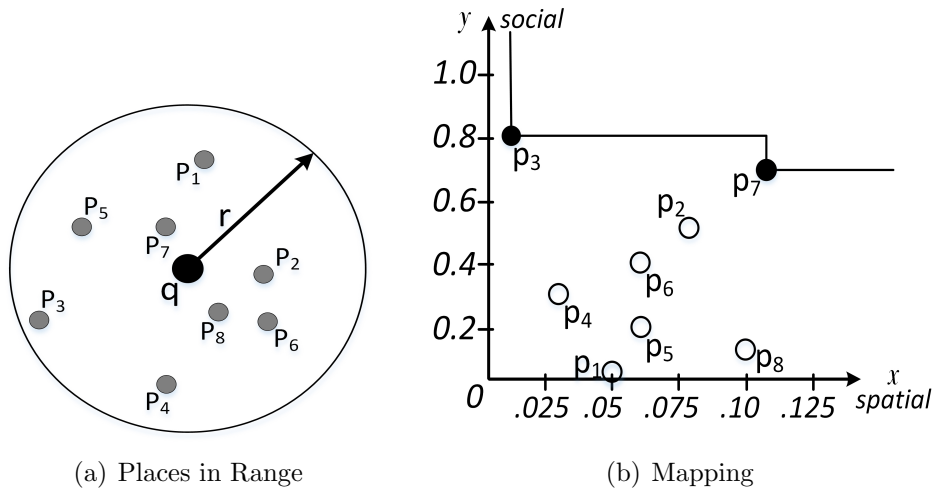 P₁
P₅
r
P₇
P₂
q
P₃
P₈
P₆
P₄
(a) Places in Range
y social
1.0
0.8
p₃
p₇
0.6
p₂
0.4
p₆
p₄
0.2
p₅
p₁
p₈
0 .025 .05 .075 .10 .125
x
spatial
(b) Mapping